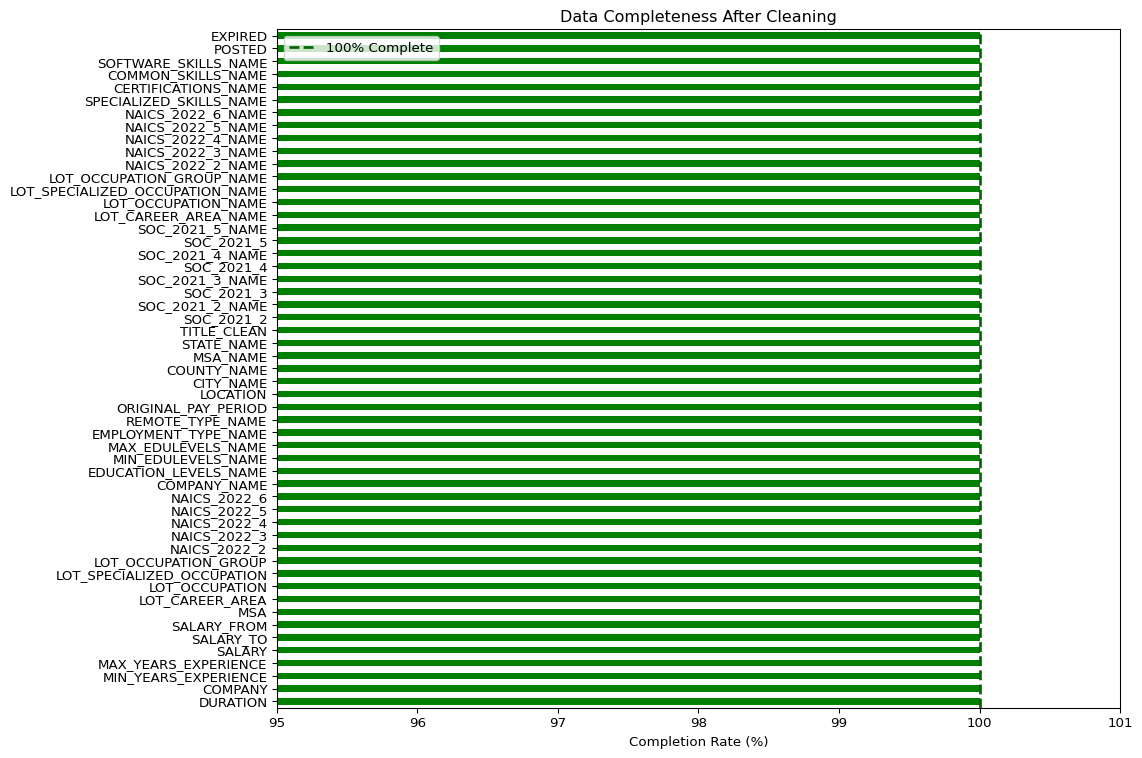 Data Completeness After Cleaning
EXPIRED
POSTED
SOFTWARE_SKILLS_NAME
COMMON_SKILLS_NAME
CERTIFICATIONS_NAME
SPECIALIZED_SKILLS_NAME
NAICS_2022_6_NAME
NAICS_2022_5_NAME
NAICS_2022_4_NAME
NAICS_2022_3_NAME
NAICS_2022_2_NAME
LOT_OCCUPATION_GROUP_NAME
LOT_SPECIALIZED_OCCUPATION_NAME
LOT_OCCUPATION_NAME
LOT_CAREER_AREA_NAME
SOC_2021_5_NAME
SOC_2021_5
SOC_2021_4_NAME
SOC_2021_4
SOC_2021_3_NAME
SOC_2021_3
SOC_2021_2_NAME
SOC_2021_2
TITLE_CLEAN
STATE_NAME
MSA_NAME
COUNTY_NAME
CITY_NAME
LOCATION
ORIGINAL_PAY_PERIOD
REMOTE_TYPE_NAME
EMPLOYMENT_TYPE_NAME
MAX_EDULEVELS_NAME
MIN_EDULEVELS_NAME
EDUCATION_LEVELS_NAME
COMPANY_NAME
NAICS_2022_6
NAICS_2022_5
NAICS_2022_4
NAICS_2022_3
NAICS_2022_2
LOT_OCCUPATION_GROUP
LOT_SPECIALIZED_OCCUPATION
LOT_OCCUPATION
LOT_CAREER_AREA
MSA
SALARY_FROM
SALARY_TO
SALARY
MAX_YEARS_EXPERIENCE
MIN_YEARS_EXPERIENCE
COMPANY
DURATION
100% Complete
95 96 97 98 99 100 101
Completion Rate (%)